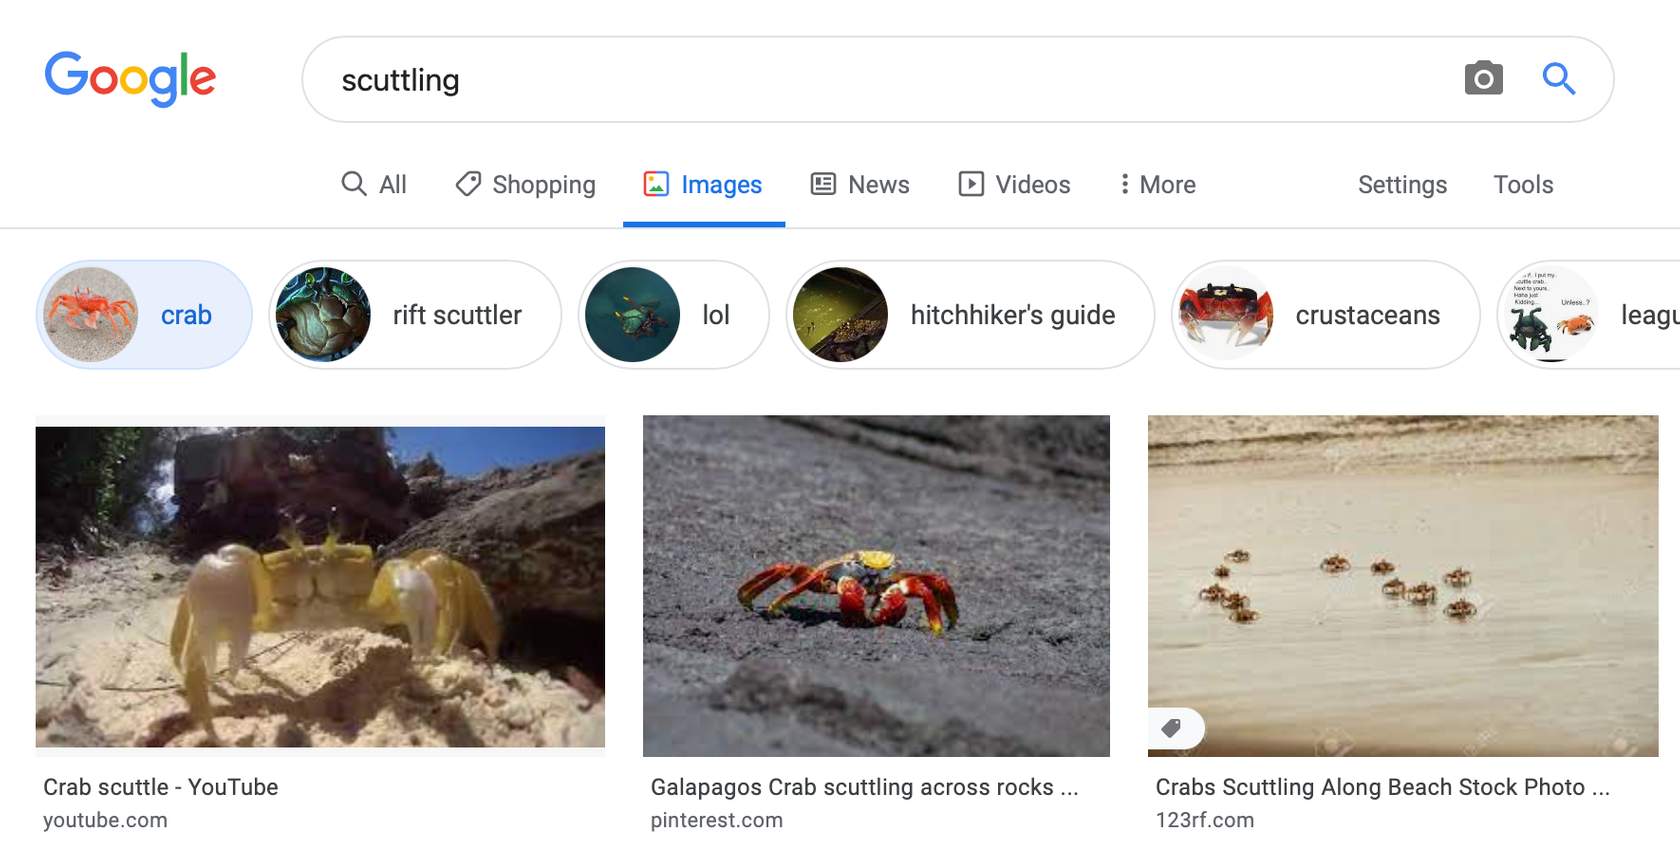 Google
scuttling
All Shopping Images News Videos More Settings Tools
crab rift scuttler lol hitchhiker's guide crustaceans leagu
Unless..?
Crab scuttle - YouTube
youtube.com
Galapagos Crab scuttling across rocks ...
pinterest.com
Crabs Scuttling Along Beach Stock Photo ...
123rf.com